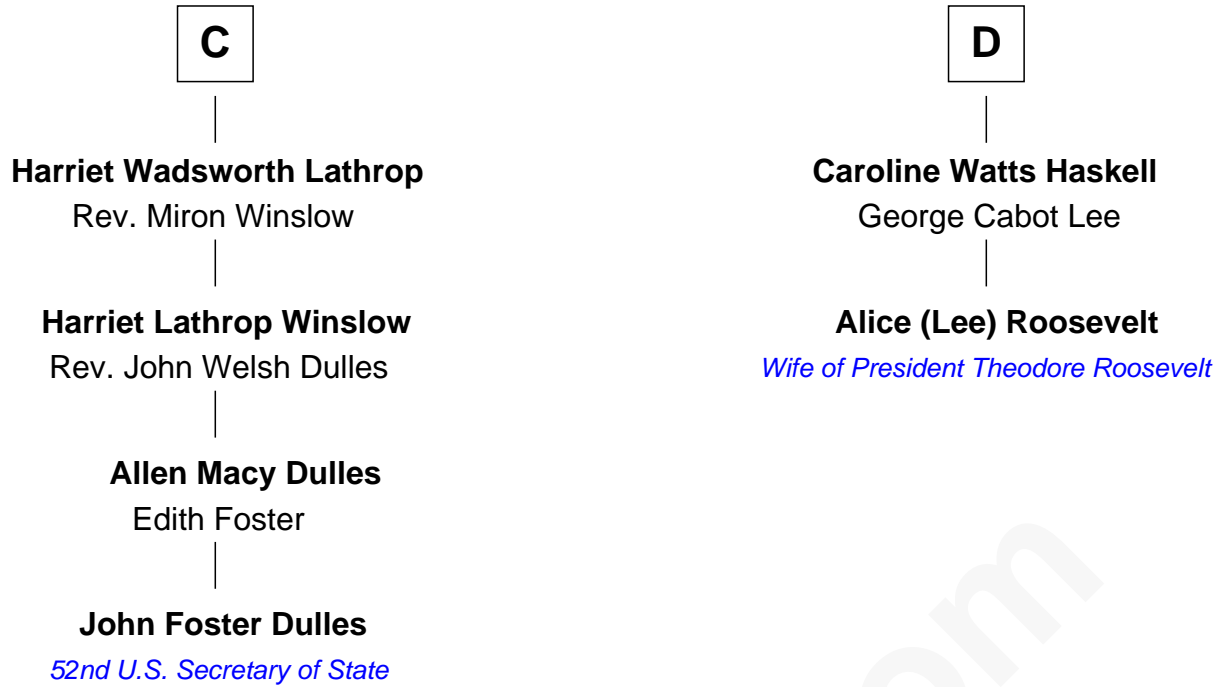 C
Harriet Wadsworth Lathrop
Rev. Miron Winslow
Harriet Lathrop Winslow
Rev. John Welsh Dulles
Allen Macy Dulles
Edith Foster
John Foster Dulles
52nd U.S. Secretary of State
D
Caroline Watts Haskell
George Cabot Lee
Alice (Lee) Roosevelt
Wife of President Theodore Roosevelt
om